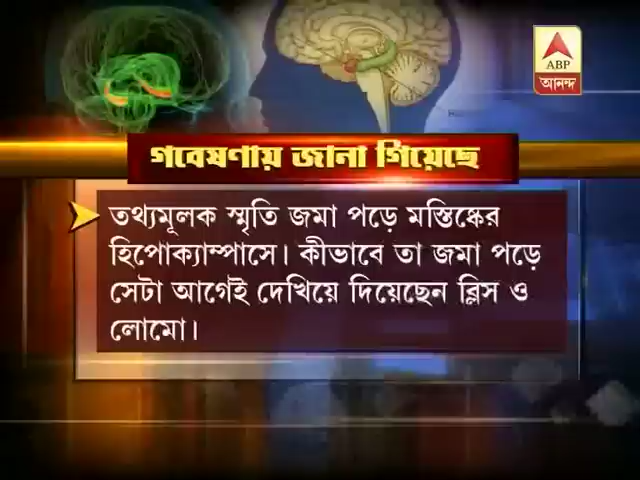 ABP
আনন্দ
গবেষণায় জানা গিয়েছে
তথ্যমূলক স্মৃতি জমা পড়ে মস্তিষ্কের
হিপোক্যাম্পাসে। কীভাবে তা জমা পড়ে
সেটা আগেই দেখিয়ে দিয়েছেন ব্লিস ও
লোমো।